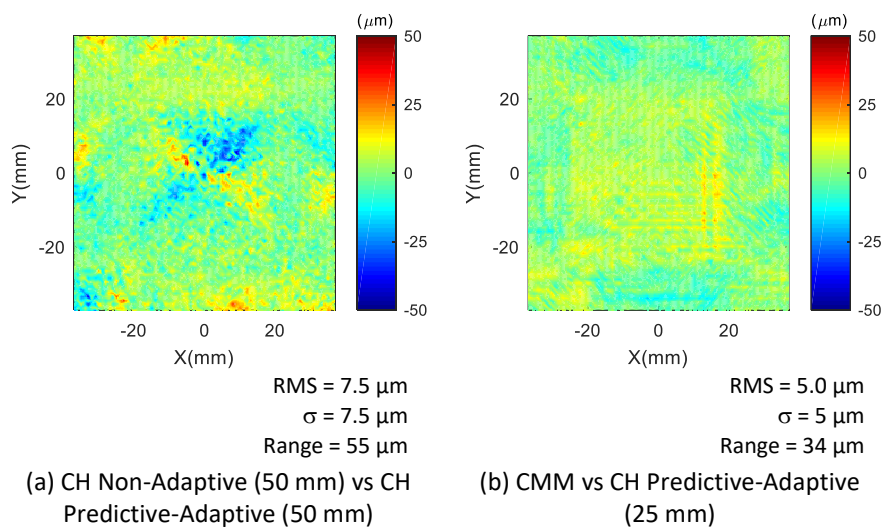 (μm)
50
25
0
-25
-50
20
0
-20
Y(mm)
-20 0 20
X(mm)
RMS = 7.5 μm
σ = 7.5 μm
Range = 55 μm
(a) CH Non-Adaptive (50 mm) vs CH
Predictive-Adaptive (50 mm)
(μm)
50
25
0
-25
-50
20
0
-20
Y(mm)
-20 0 20
X(mm)
RMS = 5.0 μm
σ = 5 μm
Range = 34 μm
(b) CMM vs CH Predictive-Adaptive
(25 mm)